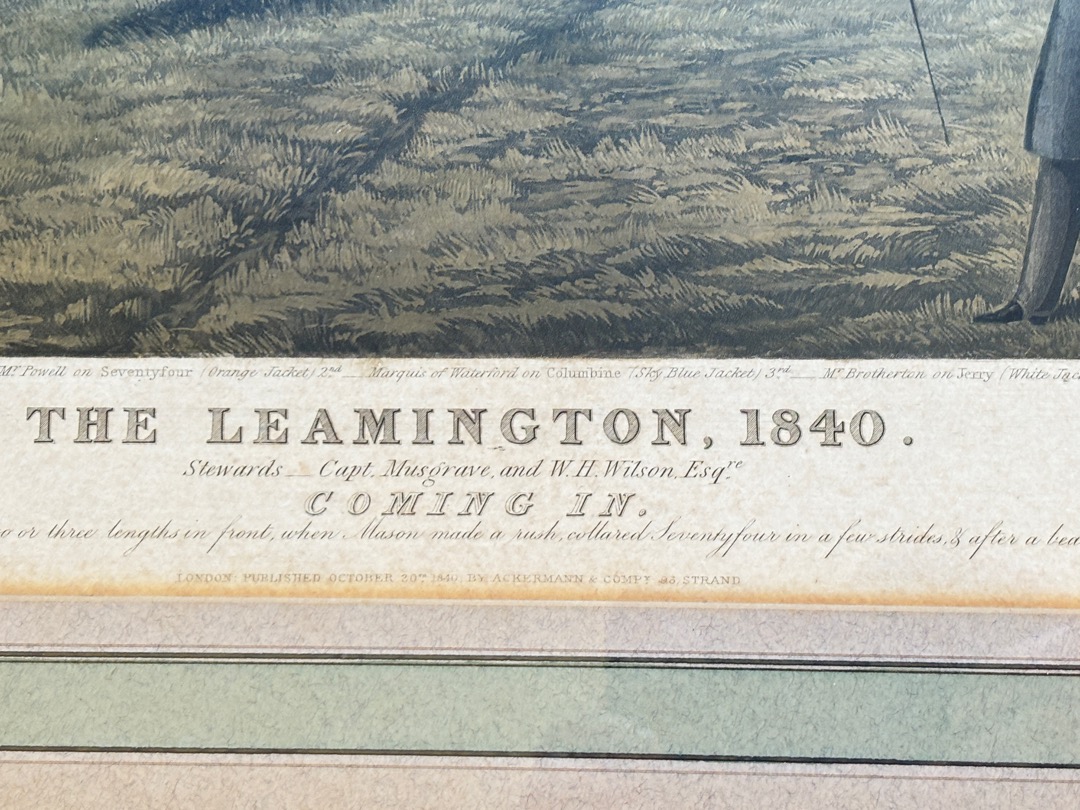 Mr. Powell on Seventyfour (Orange Jacket) 2nd — Marquis of Waterford on Columbine (Sky Blue Jacket) 3rd — Mr. Brotherton on Jerry (White Jac
THE LEAMINGTON, 1840.
Stewards — Capt. Musgrave, and W.H. Wilson, Esqre.
COMING IN.
o or three lengths in front, when Mason made a rush, collared Seventyfour in a few strides, & after a bea
LONDON: PUBLISHED OCTOBER 20TH 1840, BY ACKERMANN & COMPY 96, STRAND